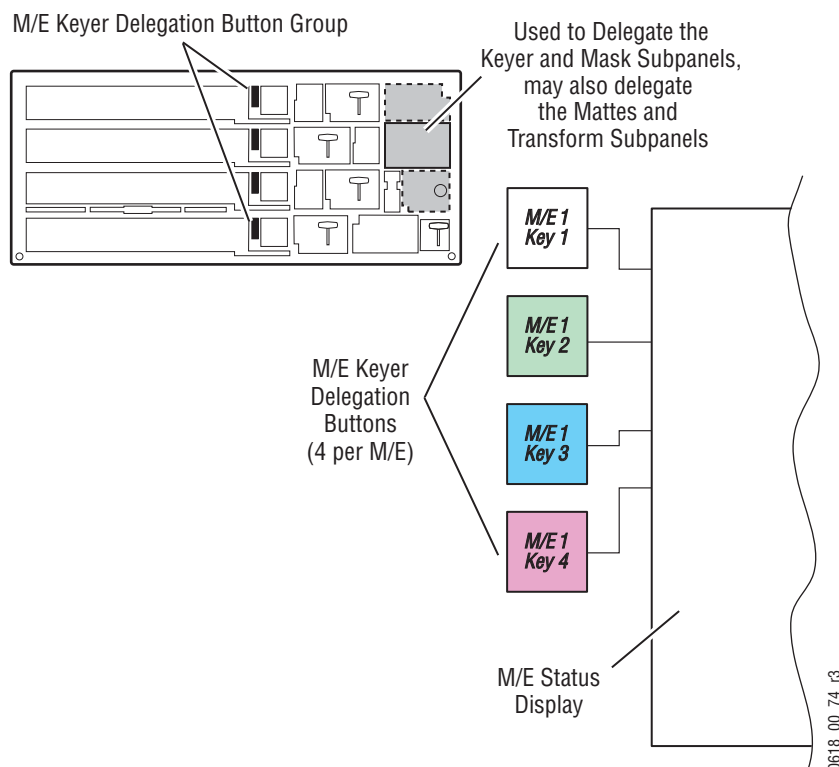 M/E Keyer Delegation Button Group
Used to Delegate the
Keyer and Mask Subpanels,
may also delegate
the Mattes and
Transform Subpanels
M/E 1
Key 1
M/E 1
Key 2
M/E Keyer
Delegation
Buttons
(4 per M/E)
M/E 1
Key 3
M/E 1
Key 4
M/E Status
Display
0618_00_74_r3